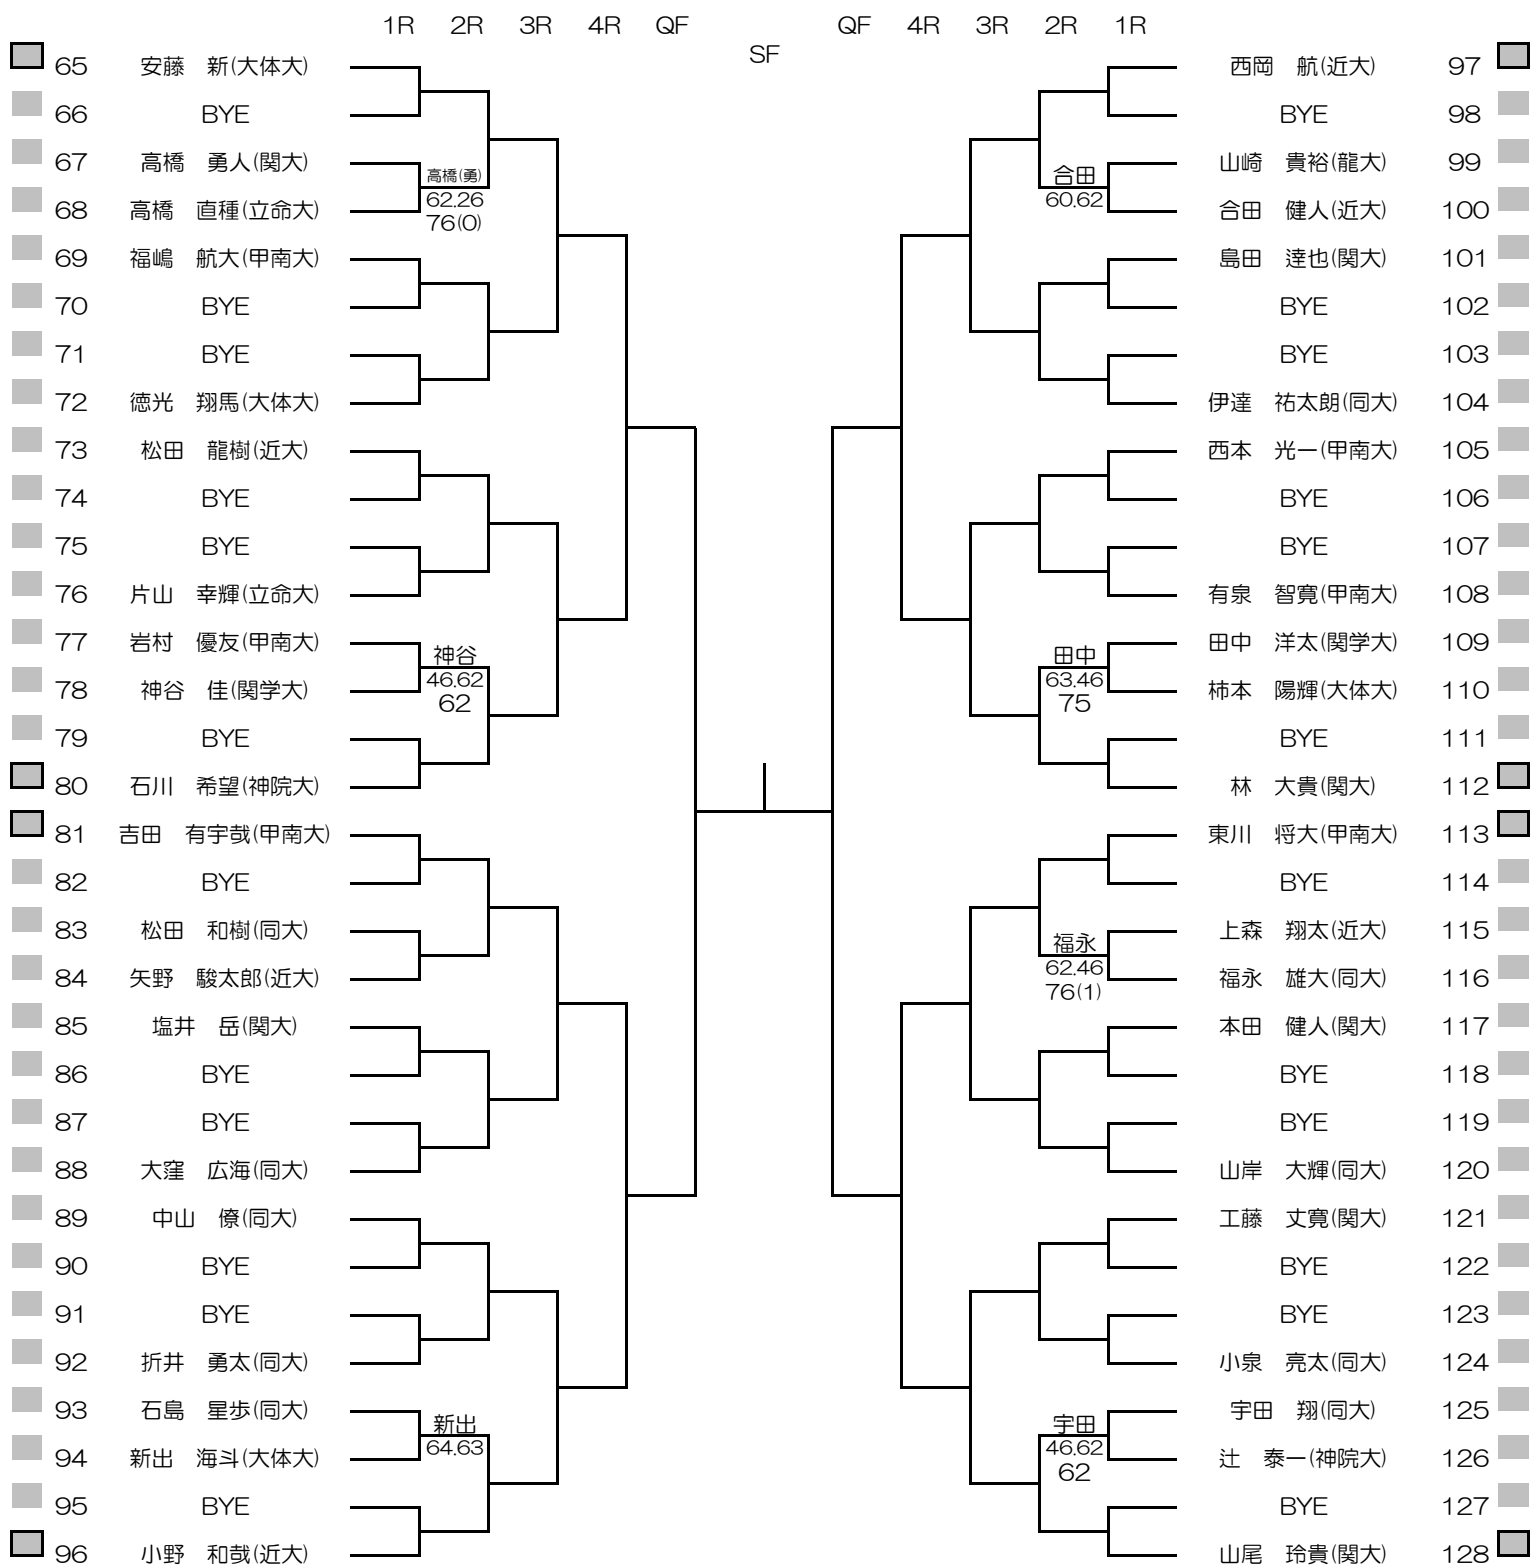 1R 2R 3R 4R QF SF QF 4R 3R 2R 1R
65 安藤　新(大体大) 西岡　航(近大) 97
66 BYE BYE 98
67 高橋　勇人(関大) 山崎　貴裕(龍大) 99
高橋(勇) 合田
62.26 60.62
68 高橋　直種(立命大) 合田　健人(近大) 100
76(0)
69 福嶋　航大(甲南大) 島田　達也(関大) 101
70 BYE BYE 102
71 BYE BYE 103
72 徳光　翔馬(大体大) 伊達　祐太朗(同大) 104
73 松田　龍樹(近大) 西本　光一(甲南大) 105
74 BYE BYE 106
75 BYE BYE 107
76 片山　幸輝(立命大) 有泉　智寛(甲南大) 108
77 岩村　優友(甲南大) 田中　洋太(関学大) 109
神谷 田中
46.62 63.46
78 神谷　佳(関学大) 柿本　陽輝(大体大) 110
62 75
79 BYE BYE 111
80 石川　希望(神院大) 林　大貴(関大) 112
81 吉田　有宇哉(甲南大) 東川　将大(甲南大) 113
82 BYE BYE 114
83 松田　和樹(同大) 上森　翔太(近大) 115
福永
62.46
84 矢野　駿太郎(近大) 福永　雄大(同大) 116
76(1)
85 塩井　岳(関大) 本田　健人(関大) 117
86 BYE BYE 118
87 BYE BYE 119
88 大窪　広海(同大) 山岸　大輝(同大) 120
89 中山　僚(同大) 工藤　丈寛(関大) 121
90 BYE BYE 122
91 BYE BYE 123
92 折井　勇太(同大) 小泉　亮太(同大) 124
93 石島　星歩(同大) 宇田　翔(同大) 125
新出 宇田
64.63 46.62
94 新出　海斗(大体大) 辻　泰一(神院大) 126
62
95 BYE BYE 127
96 小野　和哉(近大) 山尾　玲貴(関大) 128